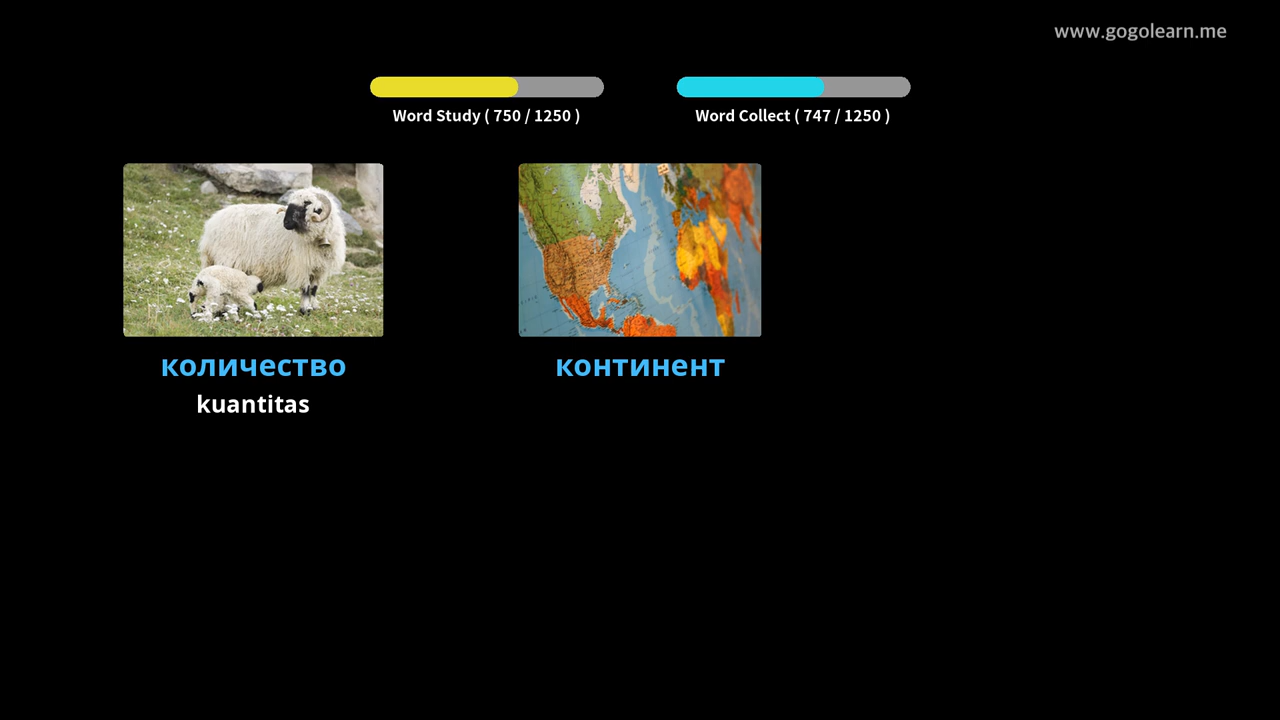 www.gogolearn.me
Word Study ( 750 / 1250 )
Word Collect ( 747 / 1250 )
количество
континент
kuantitas